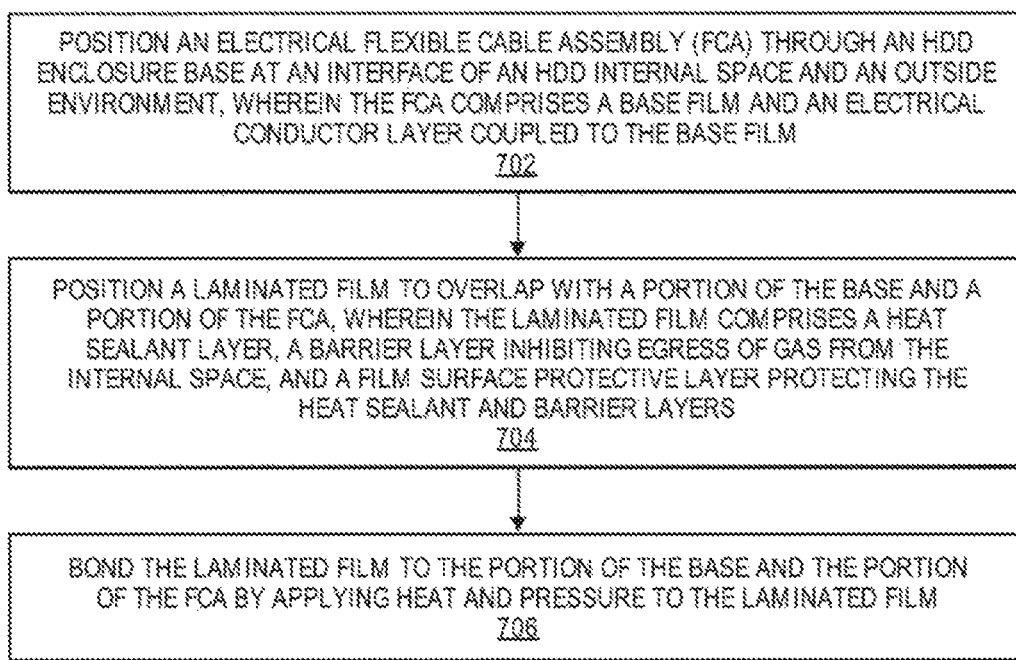 POSITION AN ELECTRICAL FLEXIBLE CABLE ASSEMBLY (FCA) THROUGH AN HDD
ENCLOSURE BASE AT AN INTERFACE OF AN HDD INTERNAL SPACE AND AN OUTSIDE
ENVIRONMENT, WHEREIN THE FCA COMPRISES A BASE FILM AND AN ELECTRICAL
CONDUCTOR LAYER COUPLED TO THE BASE FILM
702
POSITION A LAMINATED FILM TO OVERLAP WITH A PORTION OF THE BASE AND A
PORTION OF THE FCA, WHEREIN THE LAMINATED FILM COMPRISES A HEAT
SEALANT LAYER, A BARRIER LAYER INHIBITING EGRESS OF GAS FROM THE
INTERNAL SPACE, AND A FILM SURFACE PROTECTIVE LAYER PROTECTING THE
HEAT SEALANT AND BARRIER LAYERS
704
BOND THE LAMINATED FILM TO THE PORTION OF THE BASE AND THE PORTION
OF THE FCA BY APPLYING HEAT AND PRESSURE TO THE LAMINATED FILM
706